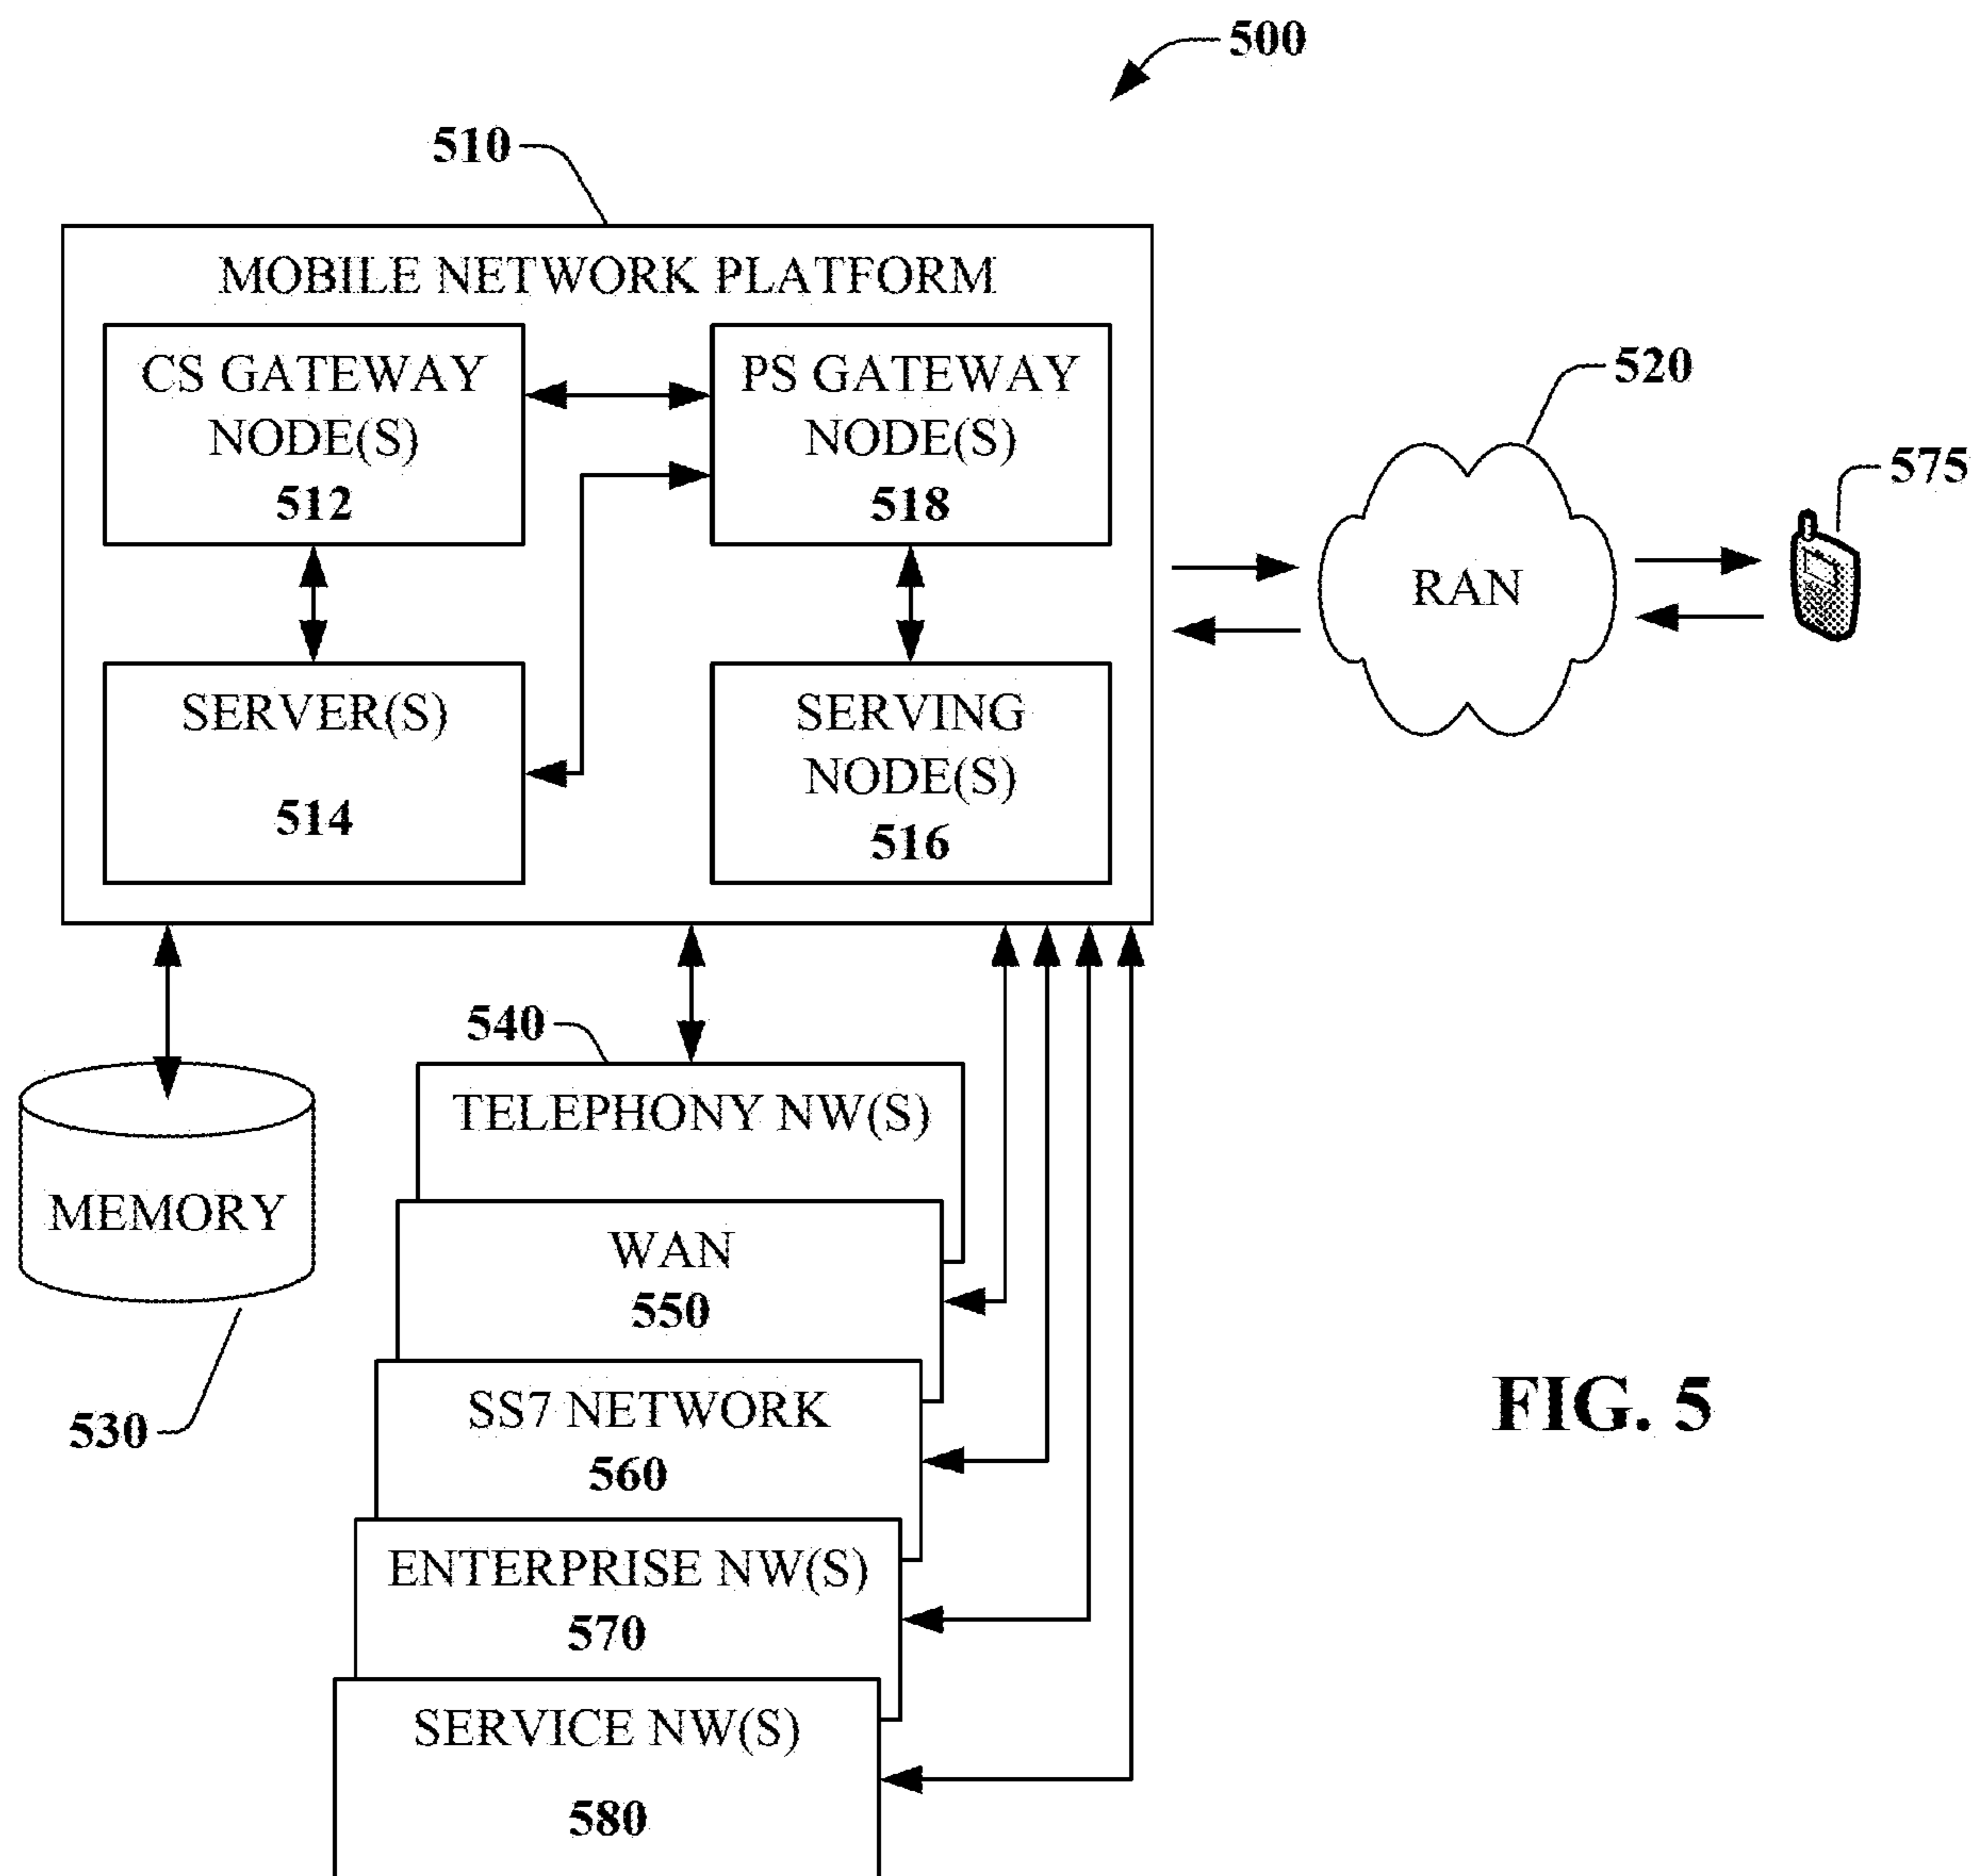 500
510
MOBILE NETWORK PLATFORM
CS GATEWAY
NODE(S)
512
PS GATEWAY
NODE(S)
518
SERVER(S)
514
SERVING
NODE(S)
516
520
RAN
575
540
TELEPHONY NW(S)
MEMORY
530
WAN
550
SS7 NETWORK
560
ENTERPRISE NW(S)
570
SERVICE NW(S)
580
FIG. 5